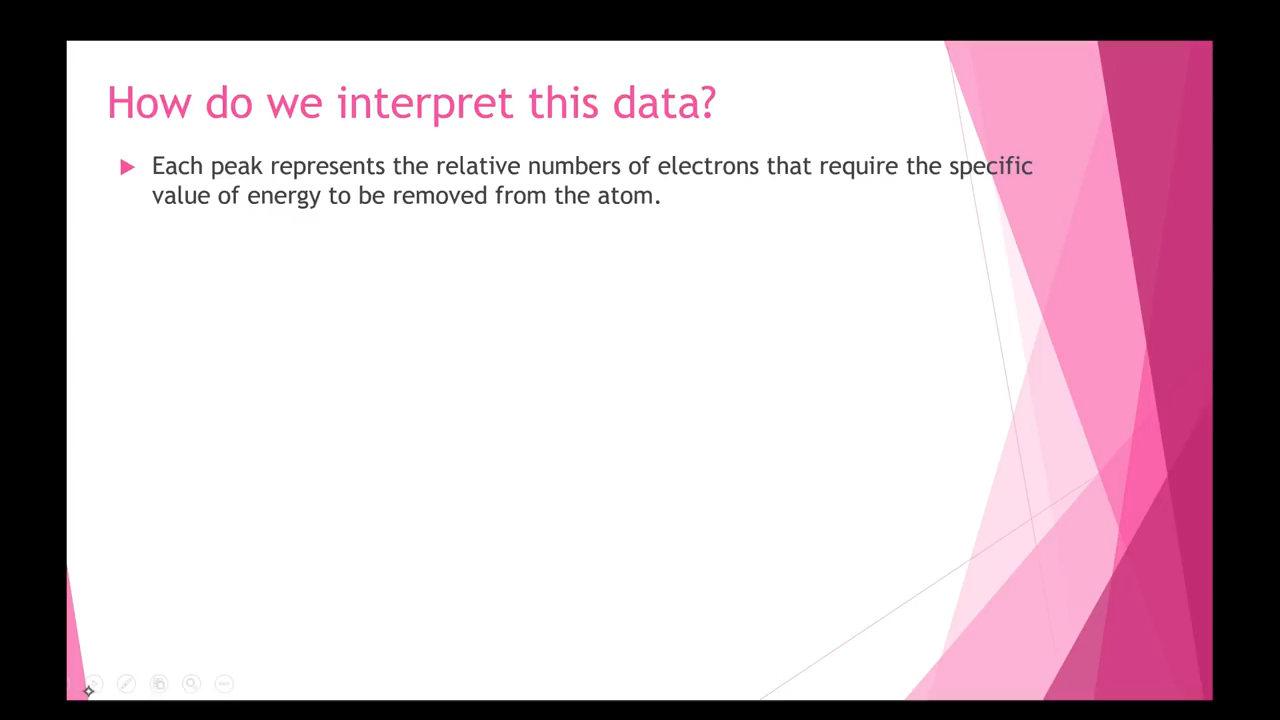 How do we interpret this data?
Each peak represents the relative numbers of electrons that require the specific
value of energy to be removed from the atom.